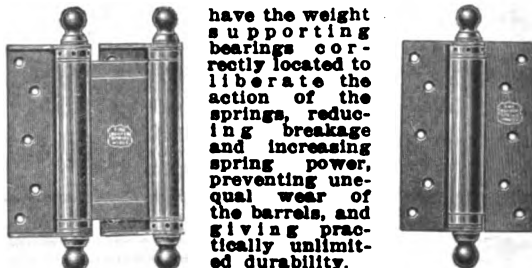 have the weight
supporting
bearings cor-
rectly located to
liberate the
action of the
springs, reduc-
ing breakage
and increasing
spring power,
preventing une-
qual wear of
the barrels, and
giving prac-
tically unlimit-
ed durability.